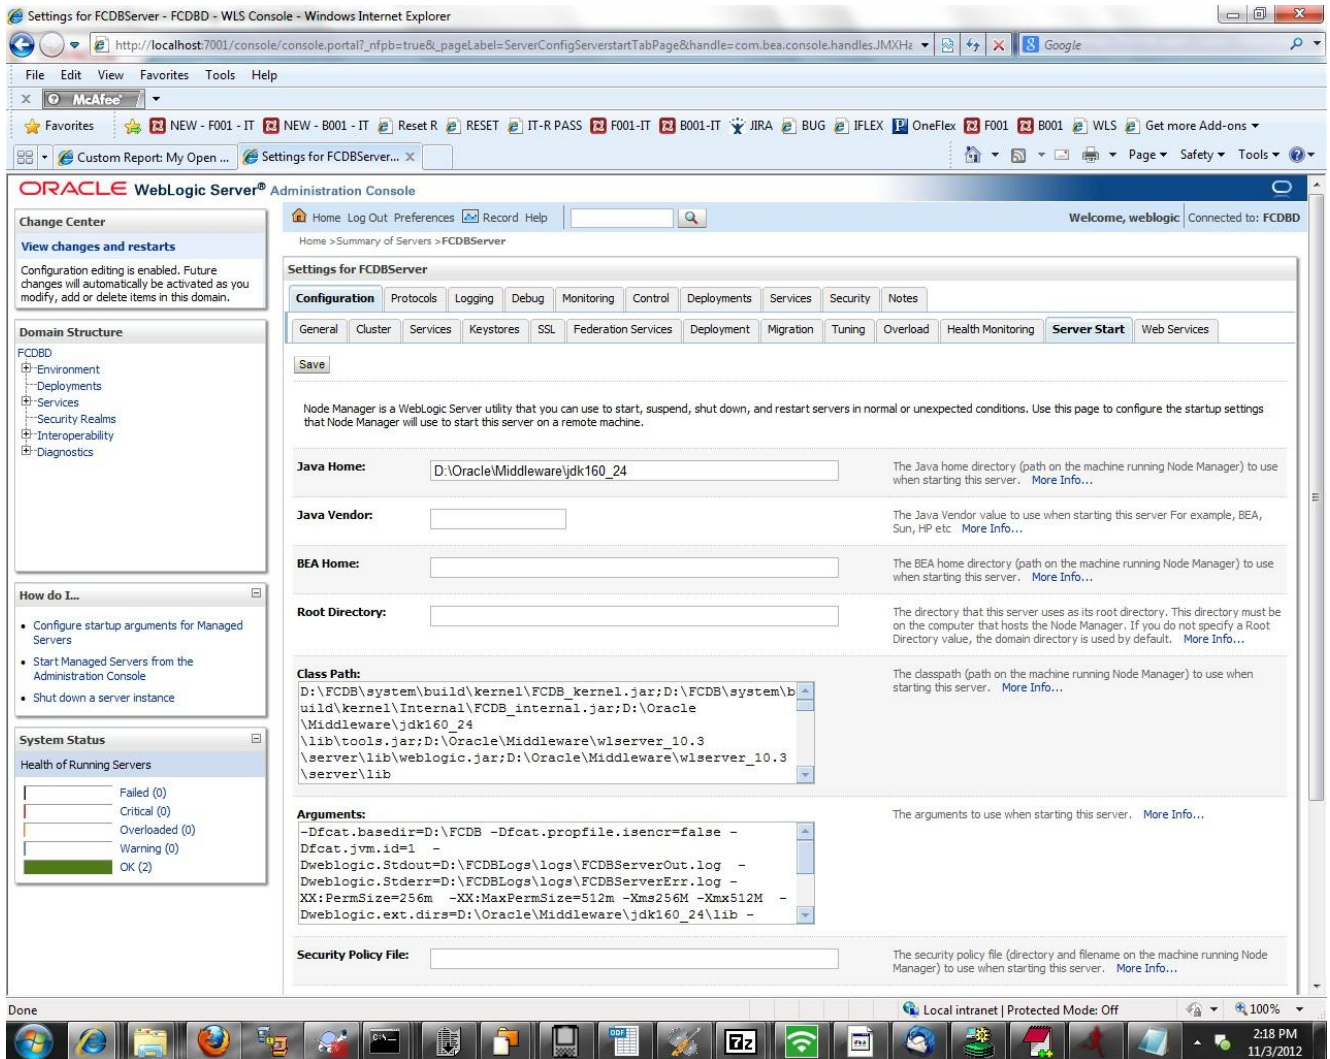 Settings for FCDBServer - FCDBD - WLS Console - Windows Internet Explorer
http://localhost:7001/console/console.portal?_nfpb=true&_pageLabel=ServerConfigServerstartTabPage&handle=com.bea.console.handles.JMXHa
Google
File Edit View Favorites Tools Help
X McAfee
Favorites NEW - F001 - IT NEW - B001 - IT Reset R RESET IT-R PASS F001-IT B001-IT JIRA BUG IFLEX OneFlex F001 B001 WLS Get more Add-ons
Custom Report: My Open ... Settings for FCDBServer... X Page Safety Tools
ORACLE WebLogic Server® Administration Console
Change Center
View changes and restarts
Configuration editing is enabled. Future
changes will automatically be activated as you
modify, add or delete items in this domain.
Domain Structure
FCDBD
Environment
Deployments
Services
Security Realms
Interoperability
Diagnostics
How do I...
Configure startup arguments for Managed
Servers
Start Managed Servers from the
Administration Console
Shut down a server instance
System Status
Health of Running Servers
Failed (0)
Critical (0)
Overloaded (0)
Warning (0)
OK (2)
Home Log Out Preferences Record Help
Welcome, weblogic Connected to: FCDBD
Home >Summary of Servers >FCDBServer
Settings for FCDBServer
Configuration Protocols Logging Debug Monitoring Control Deployments Services Security Notes
General Cluster Services Keystores SSL Federation Services Deployment Migration Tuning Overload Health Monitoring Server Start Web Services
Save
Node Manager is a WebLogic Server utility that you can use to start, suspend, shut down, and restart servers in normal or unexpected conditions. Use this page to configure the startup settings
that Node Manager will use to start this server on a remote machine.
Java Home: D:\Oracle\Middleware\jdk160_24
The Java home directory (path on the machine running Node Manager) to use
when starting this server. More Info...
Java Vendor:
The Java Vendor value to use when starting this server For example, BEA,
Sun, HP etc More Info...
BEA Home:
The BEA home directory (path on the machine running Node Manager) to use
when starting this server. More Info...
Root Directory:
The directory that this server uses as its root directory. This directory must be
on the computer that hosts the Node Manager. If you do not specify a Root
Directory value, the domain directory is used by default. More Info...
Class Path:
D:\FCDB\system\build\kernel\FCDB_kernel.jar;D:\FCDB\system\b
uild\kernel\Internal\FCDB_internal.jar;D:\Oracle
\Middleware\jdk160_24
\lib\tools.jar;D:\Oracle\Middleware\wlserver_10.3
\server\lib\weblogic.jar;D:\Oracle\Middleware\wlserver_10.3
\server\lib
The classpath (path on the machine running Node Manager) to use when
starting this server. More Info...
Arguments:
-Dfcat.basedir=D:\FCDB -Dfcat.propfile.isencr=false -
Dfcat.jvm.id=1 -
Dweblogic.Stdout=D:\FCDBLogs\logs\FCDBServerOut.log -
Dweblogic.Stderr=D:\FCDBLogs\logs\FCDBServerErr.log -
XX:PermSize=256m -XX:MaxPermSize=512m -Xms256M -Xmx512M -
Dweblogic.ext.dirs=D:\Oracle\Middleware\jdk160_24\lib -
The arguments to use when starting this server. More Info...
Security Policy File:
The security policy file (directory and filename on the machine running Node
Manager) to use when starting this server. More Info...
Done Local intranet | Protected Mode: Off 100%
2:18 PM
11/3/2012